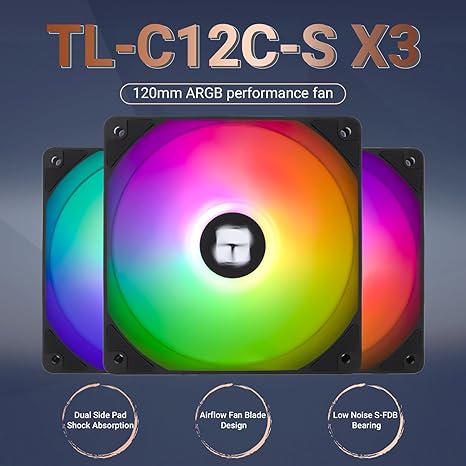 TL-C12C-S X3
120mm ARGB performance fan
Dual Side Pad
Shock Absorption
Airflow Fan Blade
Design
Low Noise S-FDB
Bearing